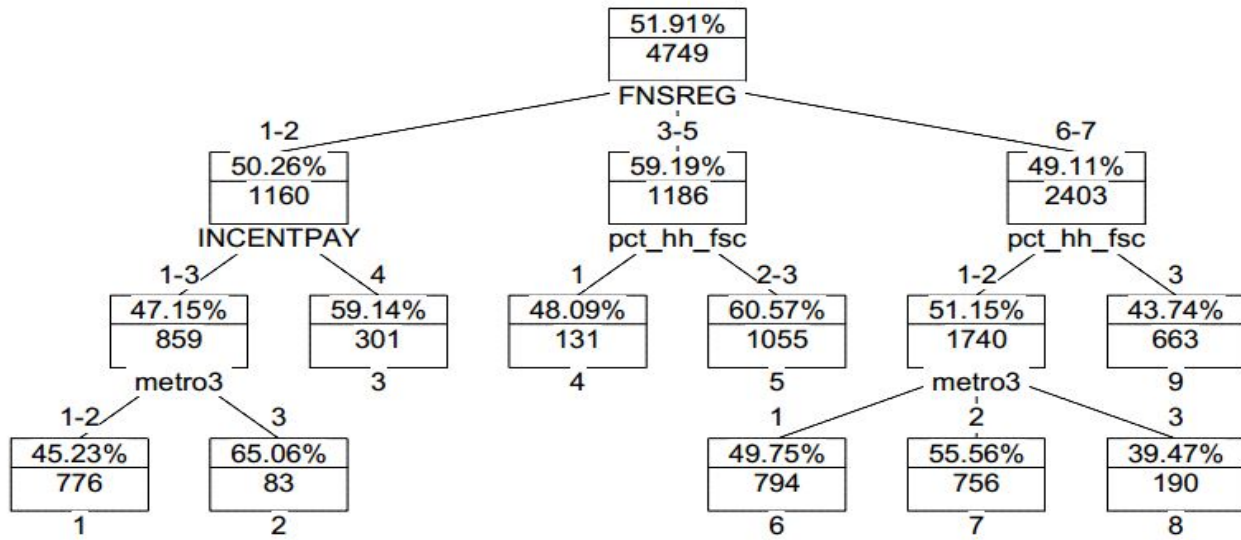 51.91%
4749
FNSREG
1-2 3-5 6-7
50.26% 59.19% 49.11%
1160 1186 2403
INCENTPAY pct_hh_fsc pct_hh_fsc
1-3 4 1 2-3 1-2 3
47.15% 59.14% 48.09% 60.57% 51.15% 43.74%
859 301 131 1055 1740 663
metro3 3 4 5 metro3 9
1-2 3 1 2 3
45.23% 65.06% 49.75% 55.56% 39.47%
776 83 794 756 190
1 2 6 7 8